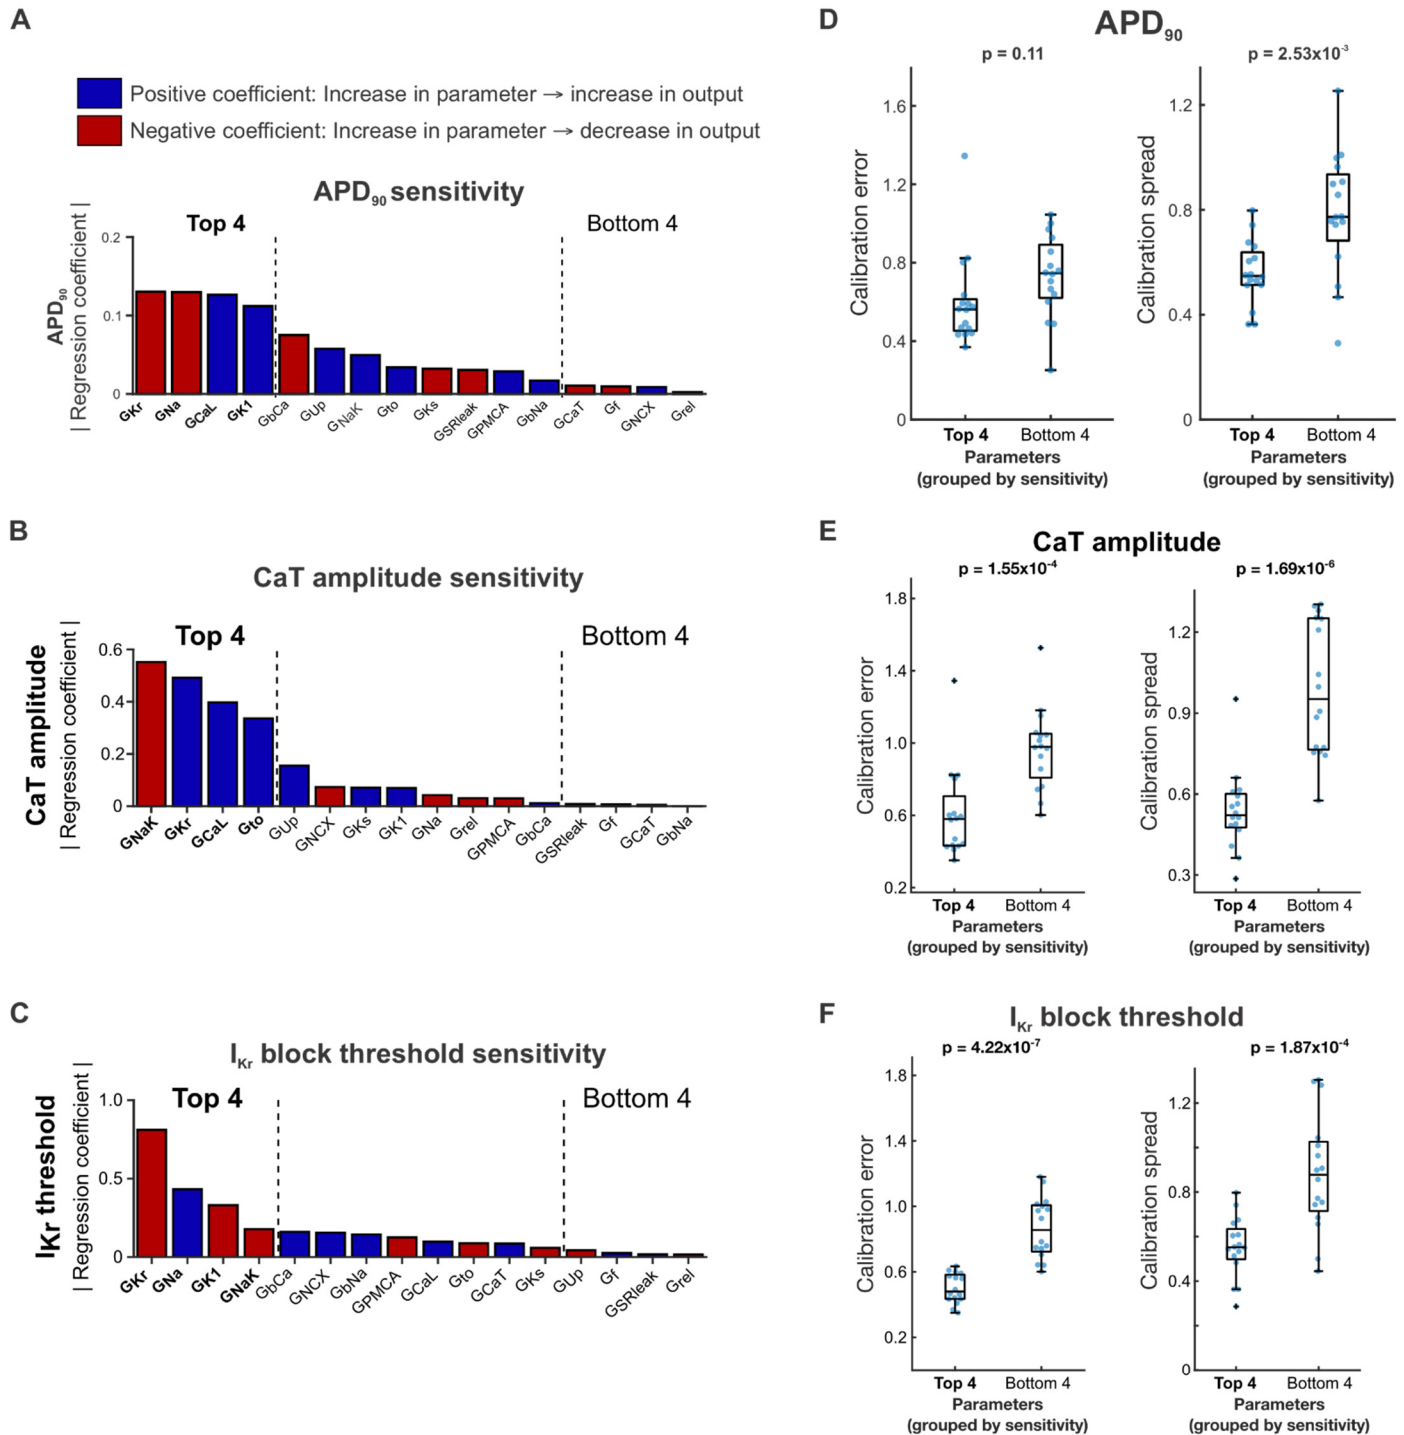 A
Positive coefficient: Increase in parameter → increase in output
Negative coefficient: Increase in parameter → decrease in output
APD90 sensitivity
Top 4
Bottom 4
APD90
| Regression coefficient |
0.2
0.1
0
GKr GNa GCaL GK1 GbCa GUp GNaK Gto GKs GSRleak GPMCA GbNa GCaT Gf GNCX Grel
B
CaT amplitude sensitivity
Top 4
Bottom 4
CaT amplitude
| Regression coefficient |
0.6
0.4
0.2
0
GNaK GKr GCaL Gto GUp GNCX GKs GK1 GNa Grel GPMCA GbCa GSRleak Gf GCaT GbNa
C
IKr block threshold sensitivity
Top 4
Bottom 4
IKr threshold
| Regression coefficient |
1.0
0.5
0
GKr GNa GK1 GNaK GbCa GNCX GbNa GPMCA GCaL Gto GCaT GKs GUp Gf GSRleak Grel
D
APD90
p = 0.11
Calibration error
1.6
1.2
0.8
0.4
0
Top 4 Bottom 4
Parameters
(grouped by sensitivity)
p = 2.53x10-3
Calibration spread
1.2
0.8
0.4
0
Top 4 Bottom 4
Parameters
(grouped by sensitivity)
E
CaT amplitude
p = 1.55x10-4
Calibration error
1.8
1.4
1.0
0.6
0.2
Top 4 Bottom 4
Parameters
(grouped by sensitivity)
p = 1.69x10-6
Calibration spread
1.2
0.9
0.6
0.3
Top 4 Bottom 4
Parameters
(grouped by sensitivity)
F
IKr block threshold
p = 4.22x10-7
Calibration error
1.8
1.4
1.0
0.6
0.2
Top 4 Bottom 4
Parameters
(grouped by sensitivity)
p = 1.87x10-4
Calibration spread
1.2
0.8
0.4
0
Top 4 Bottom 4
Parameters
(grouped by sensitivity)